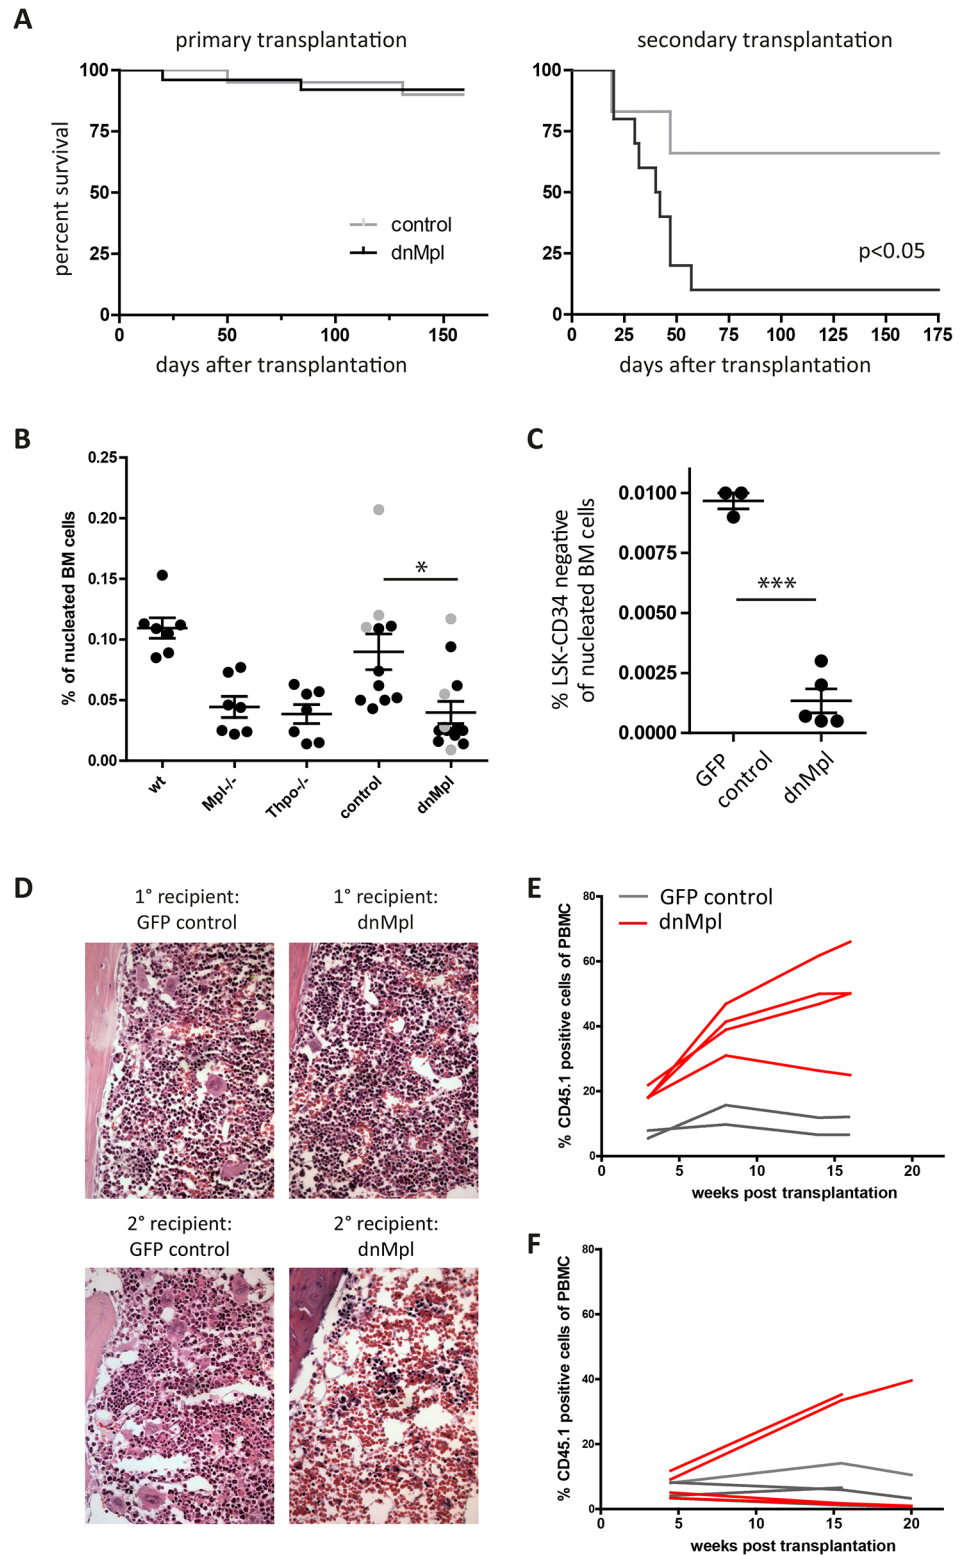 A
primary transplantation
secondary transplantation
percent survival
100
75
50
25
0
0
50
100
150
days after transplantation
control
dnMpl
100
75
50
25
0
0
25
50
75
100
125
150
175
days after transplantation
p<0.05
B
% of nucleated BM cells
0.25
0.20
0.15
0.10
0.05
0.00
*
wt
Mpl-/-
Thpo-/-
control
dnMpl
C
% LSK-CD34 negative
of nucleated BM cells
0.0100
0.0075
0.0050
0.0025
0.0000
***
GFP
control
dnMpl
D
1° recipient:
GFP control
1° recipient:
dnMpl
2° recipient:
GFP control
2° recipient:
dnMpl
E
% CD45.1 positive cells of PBMC
80
60
40
20
0
GFP control
dnMpl
0
5
10
15
20
weeks post transplantation
F
% CD45.1 positive cells of PBMC
80
60
40
20
0
0
5
10
15
20
weeks post transplantation